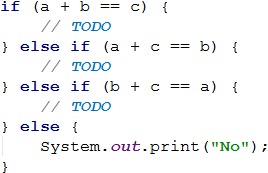 if (a + b == c) {
    // TODO
} else if (a + c == b) {
    // TODO
} else if (b + c == a) {
    // TODO
} else {
    System.out.print("No");
}